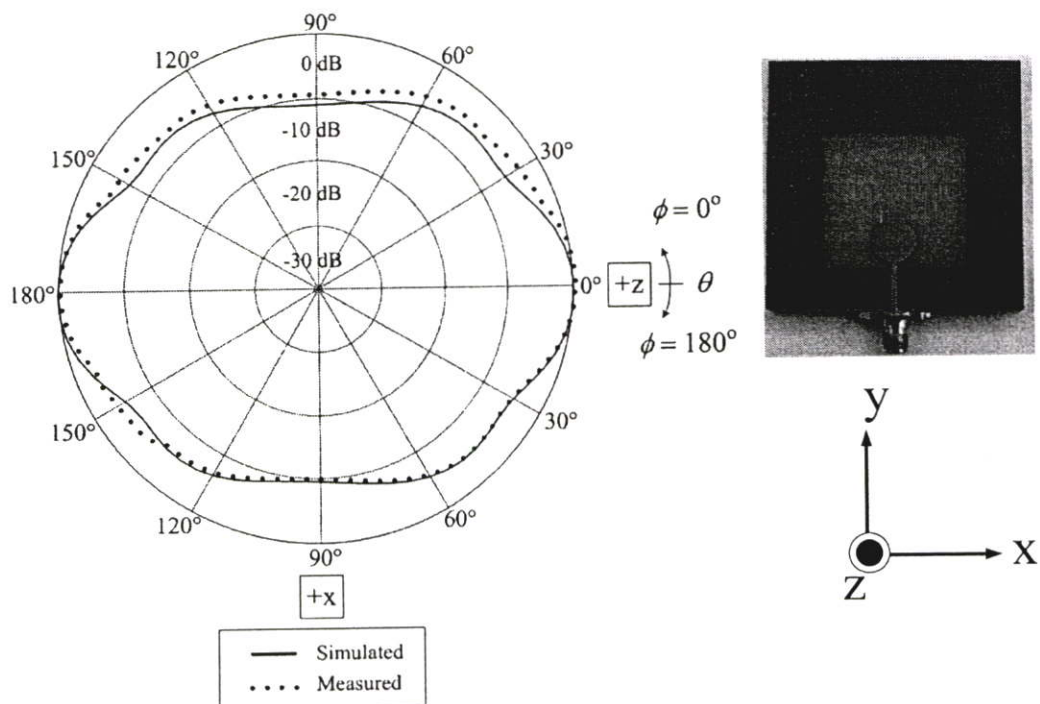 90°
120°
0 dB
60°
-10 dB
150°
30°
-20 dB
ϕ = 0°
-30 dB
180°
0°
+z
θ
ϕ = 180°
150°
30°
y
120°
60°
90°
X
Z
+x
Simulated
Measured